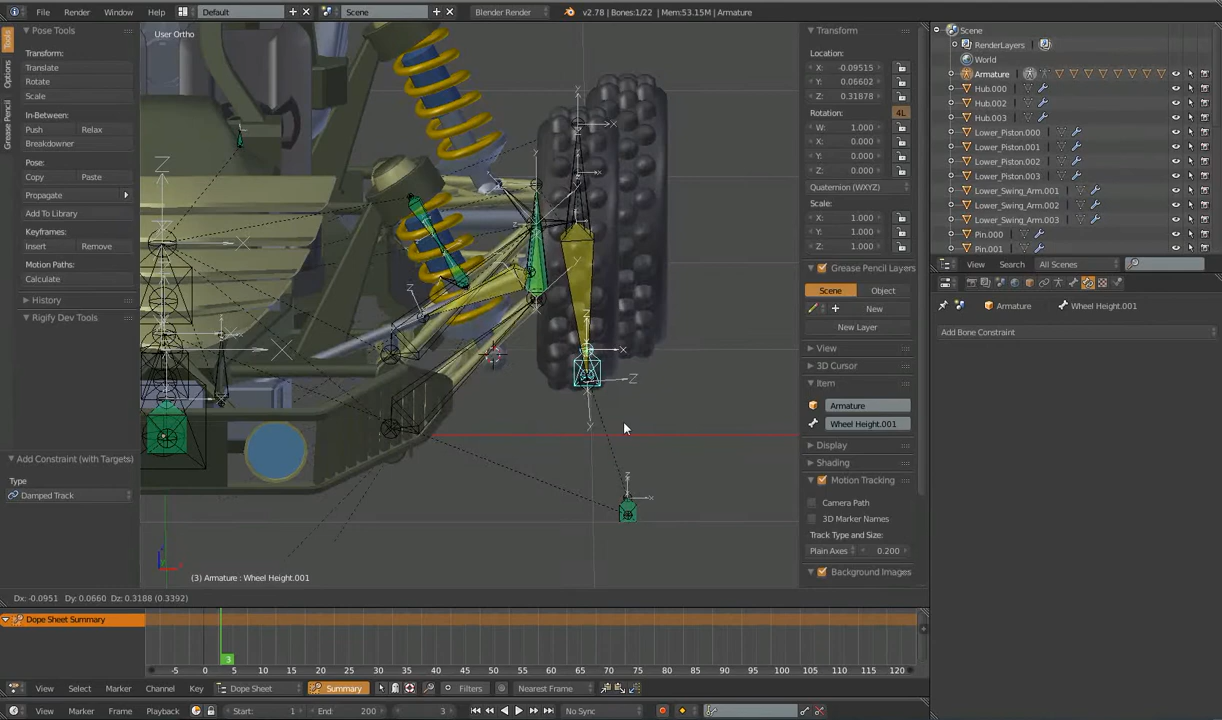 File Render Window Help Default Scene Blender Render v2.78 | Bones:1/22 | Mem:53.15M | Armature
Tools
Options
Grease Pencil
Pose Tools
Transform:
Translate
Rotate
Scale
In-Between:
Push Relax
Breakdowner
Pose:
Copy Paste
Propagate
Add To Library
Keyframes:
Insert Remove
Motion Paths:
Calculate
History
Rigify Dev Tools
Add Constraint (with Targets)
Type
Damped Track
User Ortho
(3) Armature : Wheel Height.001
Transform
Location:
X: -0.09515
Y: 0.06602
Z: 0.31878
Rotation: 4L
W: 1.000
X: 0.000
Y: 0.000
Z: 0.000
Quaternion (WXYZ)
Scale:
X: 1.000
Y: 1.000
Z: 1.000
Grease Pencil Layers
Scene Object
New
New Layer
View
3D Cursor
Item
Armature
Wheel Height.001
Display
Shading
Motion Tracking
Camera Path
3D Marker Names
Track Type and Size:
Plain Axes 0.200
Background Images
Scene
RenderLayers
World
Armature
Hub.000
Hub.002
Hub.003
Lower_Piston.000
Lower_Piston.001
Lower_Piston.002
Lower_Piston.003
Lower_Swing_Arm.001
Lower_Swing_Arm.002
Lower_Swing_Arm.003
Pin.000
Pin.001
View Search All Scenes
Armature Wheel Height.001
Add Bone Constraint
Dx: -0.0951 Dy: 0.0660 Dz: 0.3188 (0.3392)
Dope Sheet Summary
3
-5 0 5 10 15 20 25 30 35 40 45 50 55 60 65 70 75 80 85 90 95 100 105 110 115 120
View Select Marker Channel Key Dope Sheet Summary Filters Nearest Frame
View Marker Frame Playback Start: 1 End: 200 3 No Sync